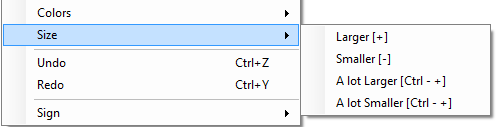 Colors
Size
Undo Ctrl+Z
Redo Ctrl+Y
Sign
Larger [+]
Smaller [-]
A lot Larger [Ctrl - +]
A lot Smaller [Ctrl - +]